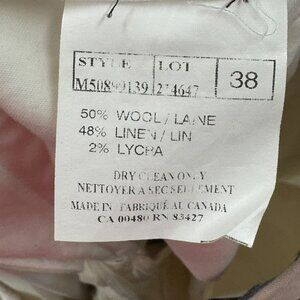 STYLE LOT
38
50% WOOL / LAINE
48% LINEN / LIN
2% LYCRA
DRY CLEAN ONLY
NETTOYER A SEC SEULEMENT
MADE IN FABRIQUÉ AU CANADA
CA 00480 RN 83427